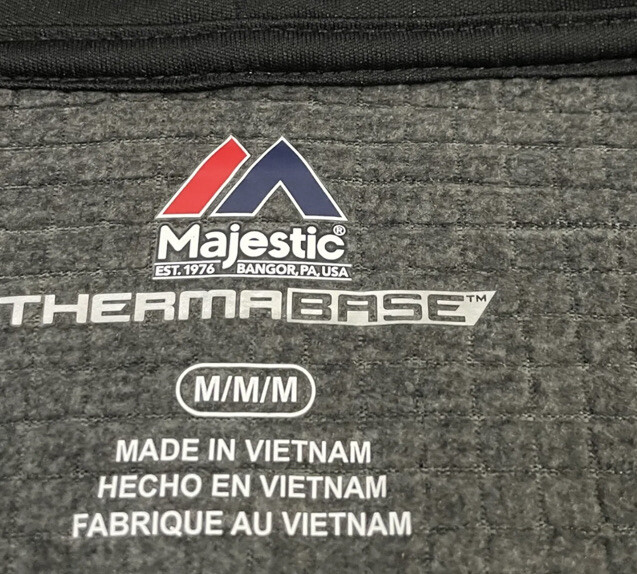 Majestic®
EST. 1976 BANGOR, PA, USA
THERMABASE™
M/M/M
MADE IN VIETNAM
HECHO EN VIETNAM
FABRIQUE AU VIETNAM